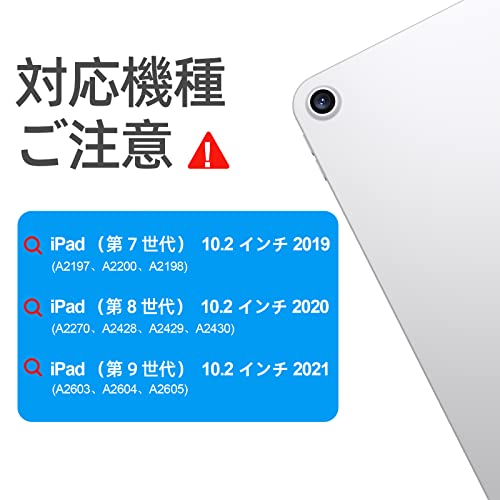 対応機種
ご注意
iPad （第7世代） 10.2 インチ 2019
(A2197、A2200、A2198)
iPad （第8世代） 10.2 インチ 2020
(A2270、A2428、A2429、A2430)
iPad （第9世代） 10.2 インチ 2021
(A2603、A2604、A2605)